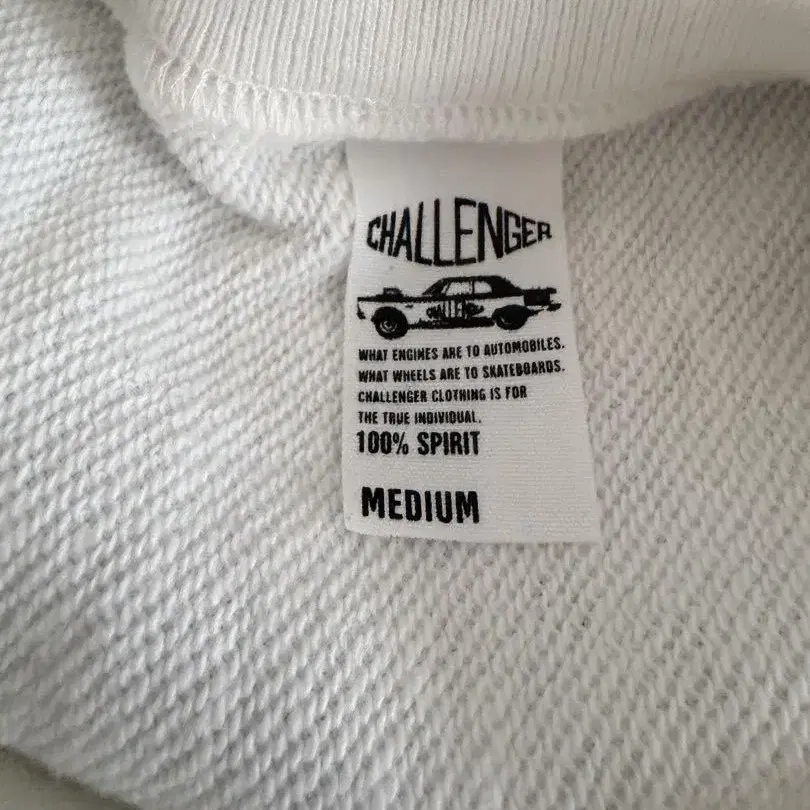 CHALLENGER
CHALLENGER
WHAT ENGINES ARE TO AUTOMOBILES.
WHAT WHEELS ARE TO SKATEBOARDS.
CHALLENGER CLOTHING IS FOR
THE TRUE INDIVIDUAL.
100% SPIRIT
MEDIUM